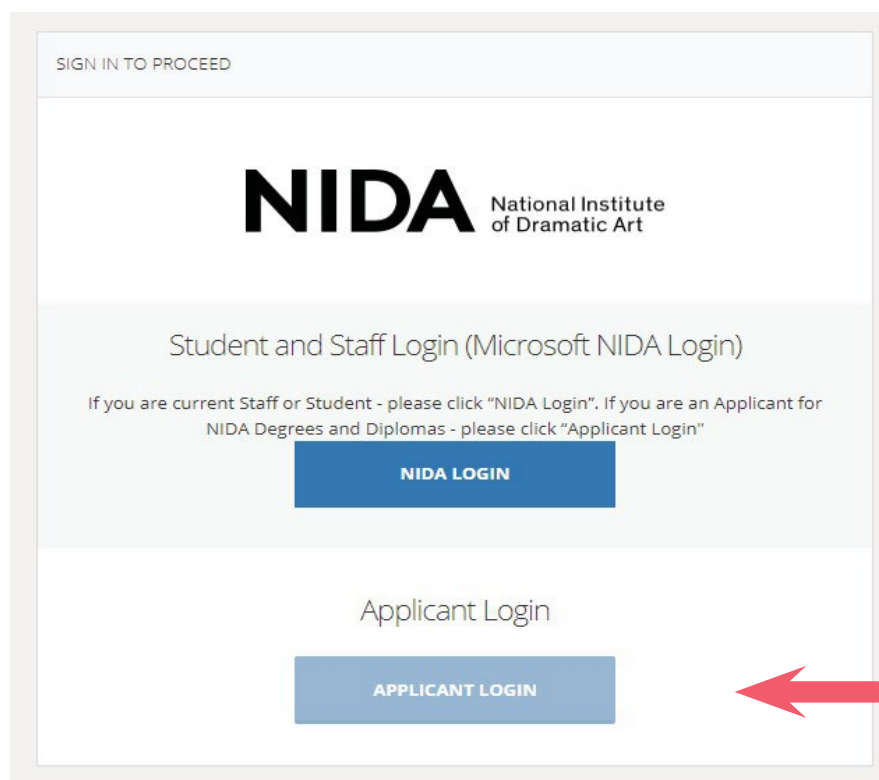 SIGN IN TO PROCEED
NIDA National Institute
of Dramatic Art
Student and Staff Login (Microsoft NIDA Login)
If you are current Staff or Student - please click “NIDA Login”. If you are an Applicant for
NIDA Degrees and Diplomas - please click “Applicant Login"
NIDA LOGIN
Applicant Login
APPLICANT LOGIN